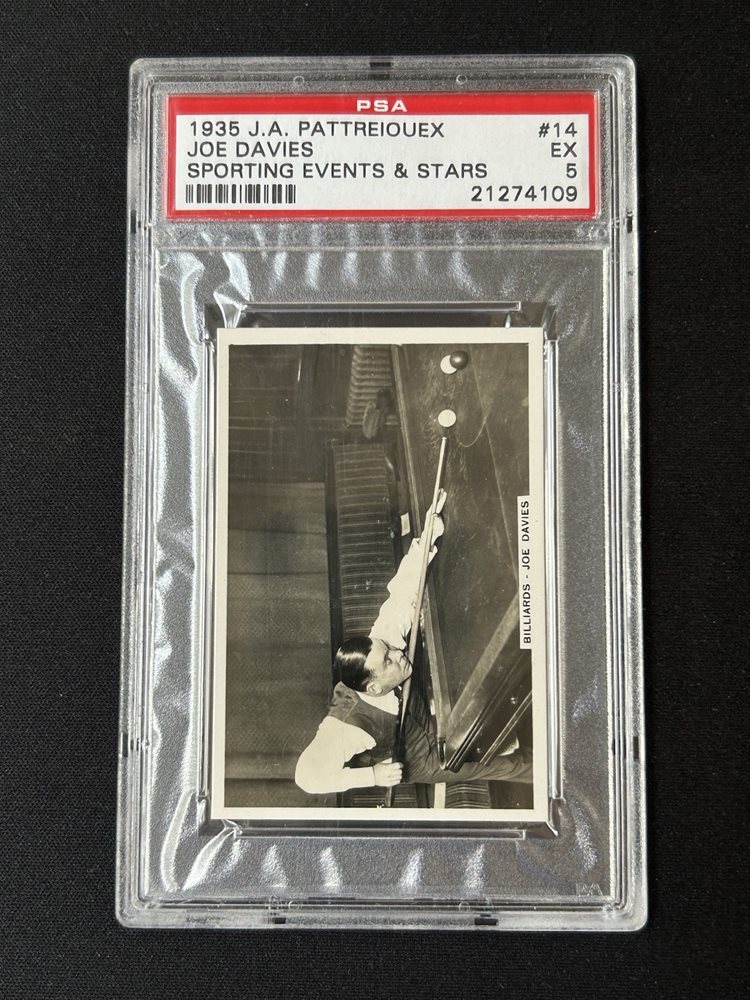 PSA
1935 J.A. PATTREIOUEX #14
JOE DAVIES EX
SPORTING EVENTS & STARS 5
21274109
BILLIARDS - JOE DAVIES